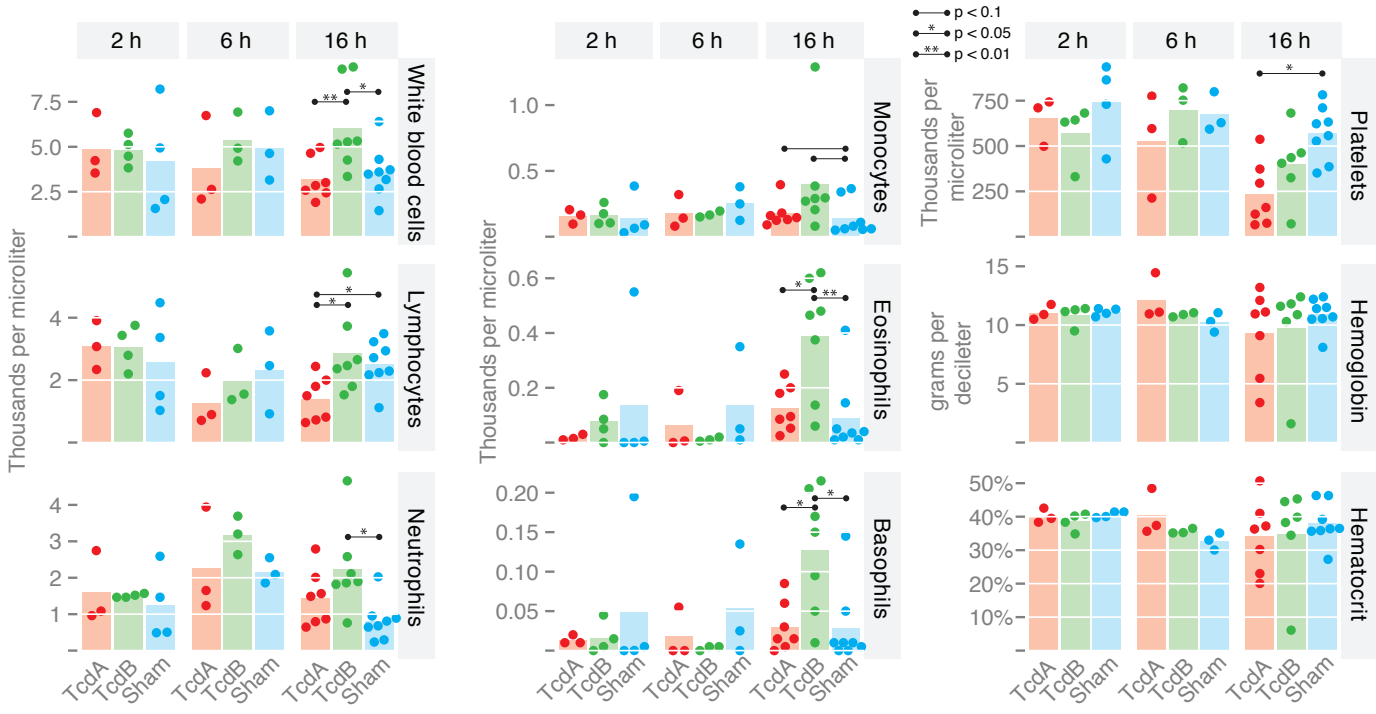 2 h 6 h 16 h
White blood cells
7.5
5.0
2.5
** *
Lymphocytes
4
2
*
*
Neutrophils
4
3
2
1
*
Thousands per microliter
TcdA TcdB Sham TcdA TcdB Sham TcdA TcdB Sham
2 h 6 h 16 h
Monocytes
1.0
0.5
Eosinophils
0.6
0.4
0.2
0.0
* **
Basophils
0.20
0.15
0.10
0.05
* *
Thousands per microliter
TcdA TcdB Sham TcdA TcdB Sham TcdA TcdB Sham
p < 0.1
* p < 0.05
** p < 0.01
2 h 6 h 16 h
Platelets
Thousands per
microliter
750
500
250
*
Hemoglobin
grams per
decileter
15
10
5
Hematocrit
50%
40%
30%
20%
10%
TcdA TcdB Sham TcdA TcdB Sham TcdA TcdB Sham